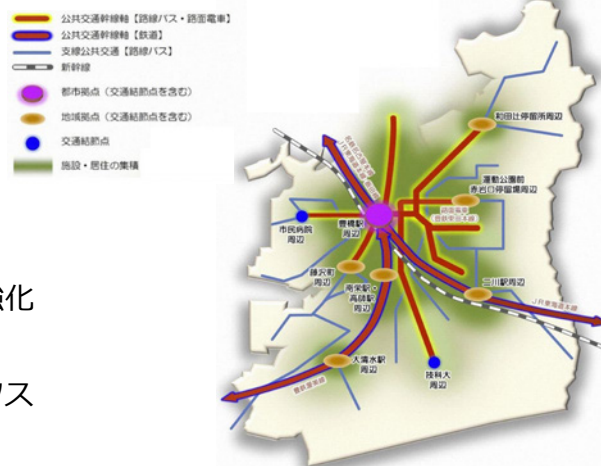 公共交通幹線軸【路線バス・路面電車】
公共交通幹線軸【鉄道】
支線公共交通【路線バス】
新幹線
都市拠点（交通結節点を含む）
地域拠点（交通結節点を含む）
交通結節点
施設・居住の集積
和田辻停留所周辺
運動公園前
赤岩口停留場周辺
豊橋駅
周辺
市民病院
周辺
藤沢町
周辺
南栄駅・
高師駅
周辺
二川駅周辺
JR東海道本線
大清水駅
周辺
技科大
周辺
豊鉄渥美線
強化